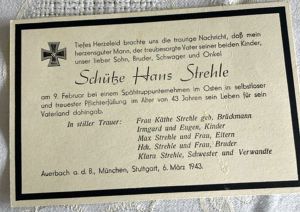 Tiefes Herzeleid brachte uns die traurige Nachricht, daß mein
herzensguter Mann, der treubesorgte Vater seiner beiden Kinder,
unser lieber Sohn, Bruder, Schwager und Onkel
Schütze Hans Strehle
am 9. Februar bei einem Spähtruppunternehmen im Osten in selbstloser
und treuester Pflichterfüllung im Alter von 43 Jahren sein Leben für sein
Vaterland dahingab.
In stiller Trauer:
Frau Käthe Strehle geb. Brückmann
Irmgard und Eugen, Kinder
Max Strehle und Frau, Eltern
Hch. Strehle und Frau, Bruder
Klara Strehle, Schwester und Verwandte
Auerbach a. d. B., München, Stuttgart, 6. März 1943.